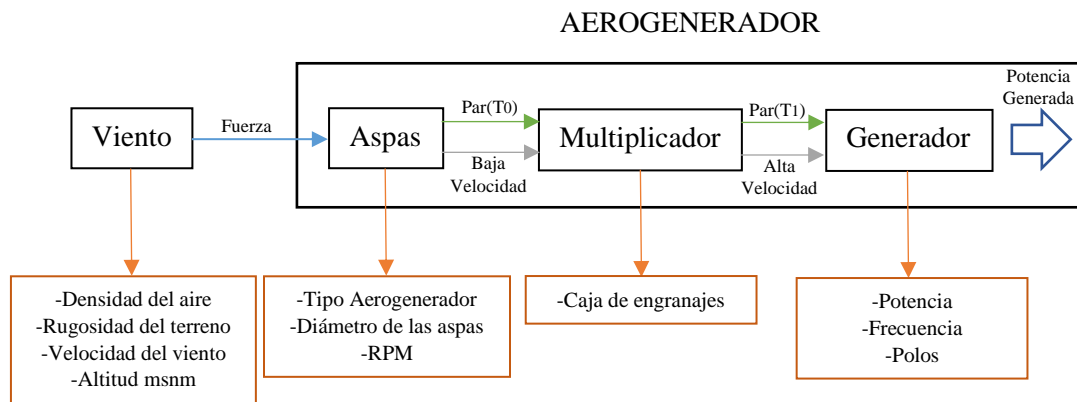 AEROGENERADOR
Viento
Fuerza
Aspas
Par(T0)
Baja
Velocidad
Multiplicador
Par(T1)
Alta
Velocidad
Generador
Potencia
Generada
-Densidad del aire
-Rugosidad del terreno
-Velocidad del viento
-Altitud msnm
-Tipo Aerogenerador
-Diámetro de las aspas
-RPM
-Caja de engranajes
-Potencia
-Frecuencia
-Polos